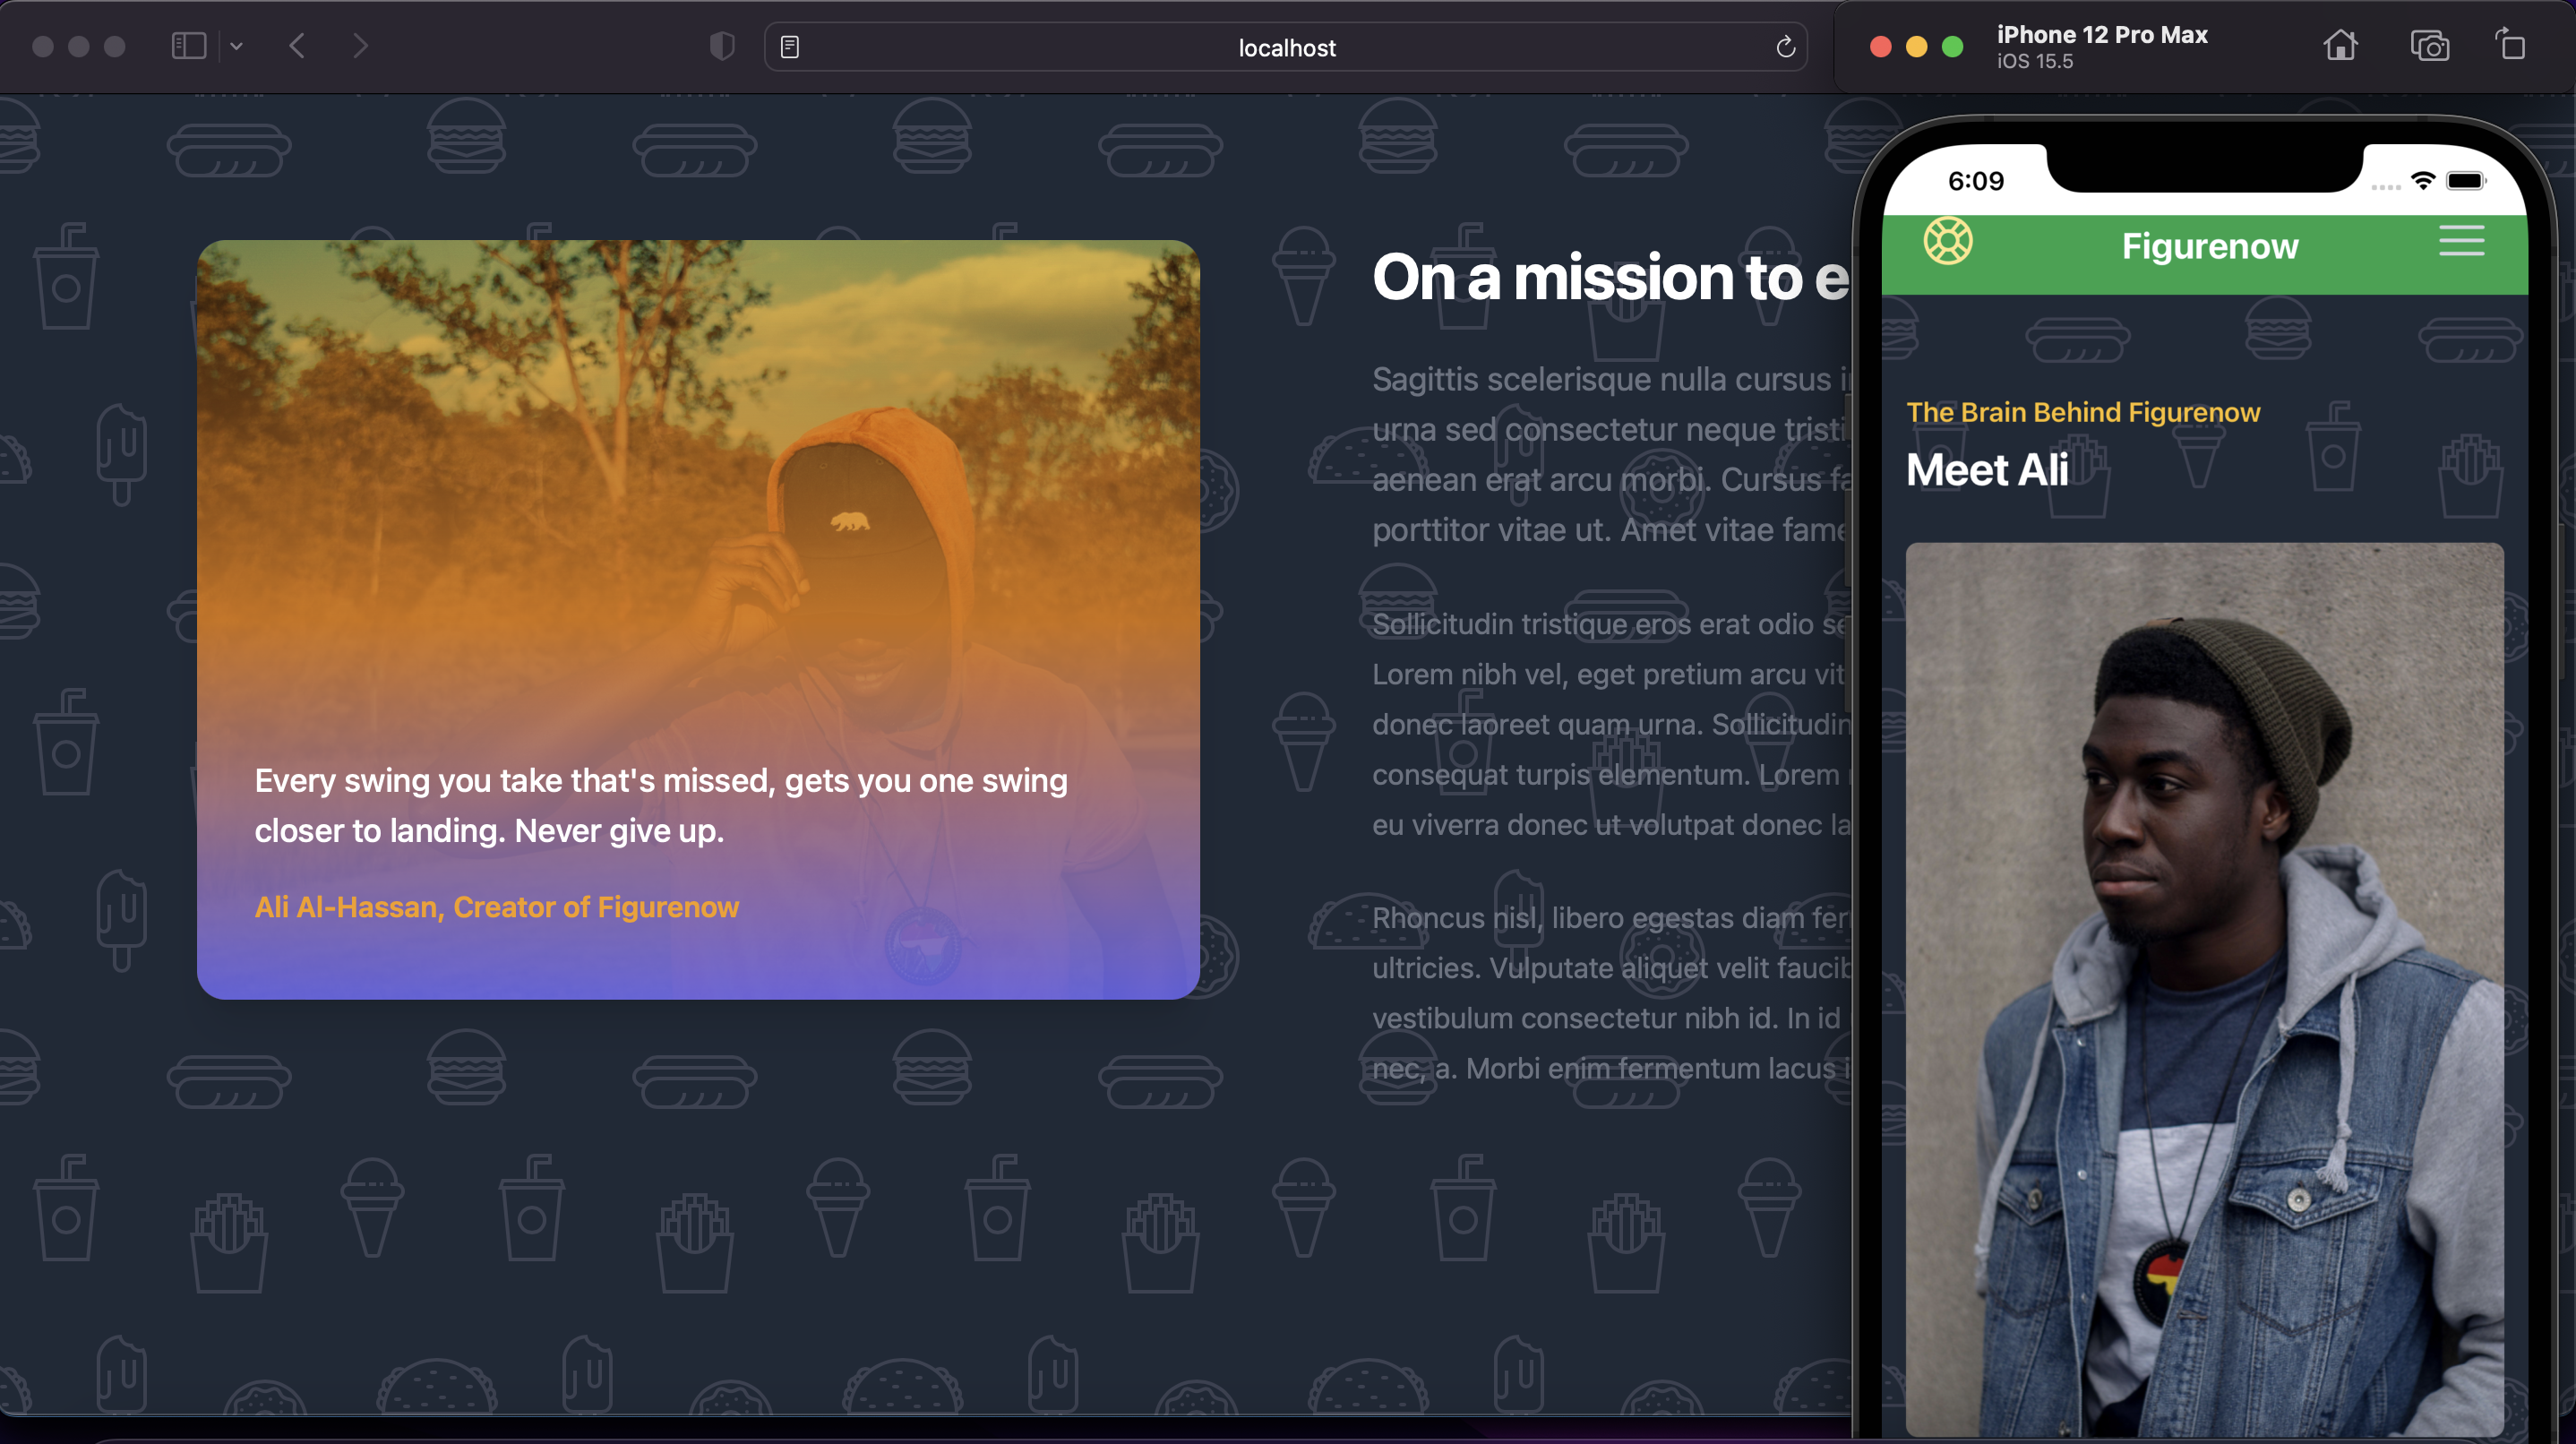 localhost
iPhone 12 Pro Max
iOS 15.5
Every swing you take that's missed, gets you one swing
closer to landing. Never give up.
Ali Al-Hassan, Creator of Figurenow
On a mission to e
Sagittis scelerisque nulla cursus i
urna sed consectetur neque tristi
aenean erat arcu morbi. Cursus fa
porttitor vitae ut. Amet vitae fame
Sollicitudin tristique eros erat odio se
Lorem nibh vel, eget pretium arcu vit
donec laoreet quam urna. Sollicitudin
consequat turpis elementum. Lorem
eu viverra donec ut volutpat donec la
Rhoncus nisl, libero egestas diam fer
ultricies. Vulputate aliquet velit faucib
vestibulum consectetur nibh id. In id
nec, a. Morbi enim fermentum lacus i
6:09
Figurenow
The Brain Behind Figurenow
Meet Ali